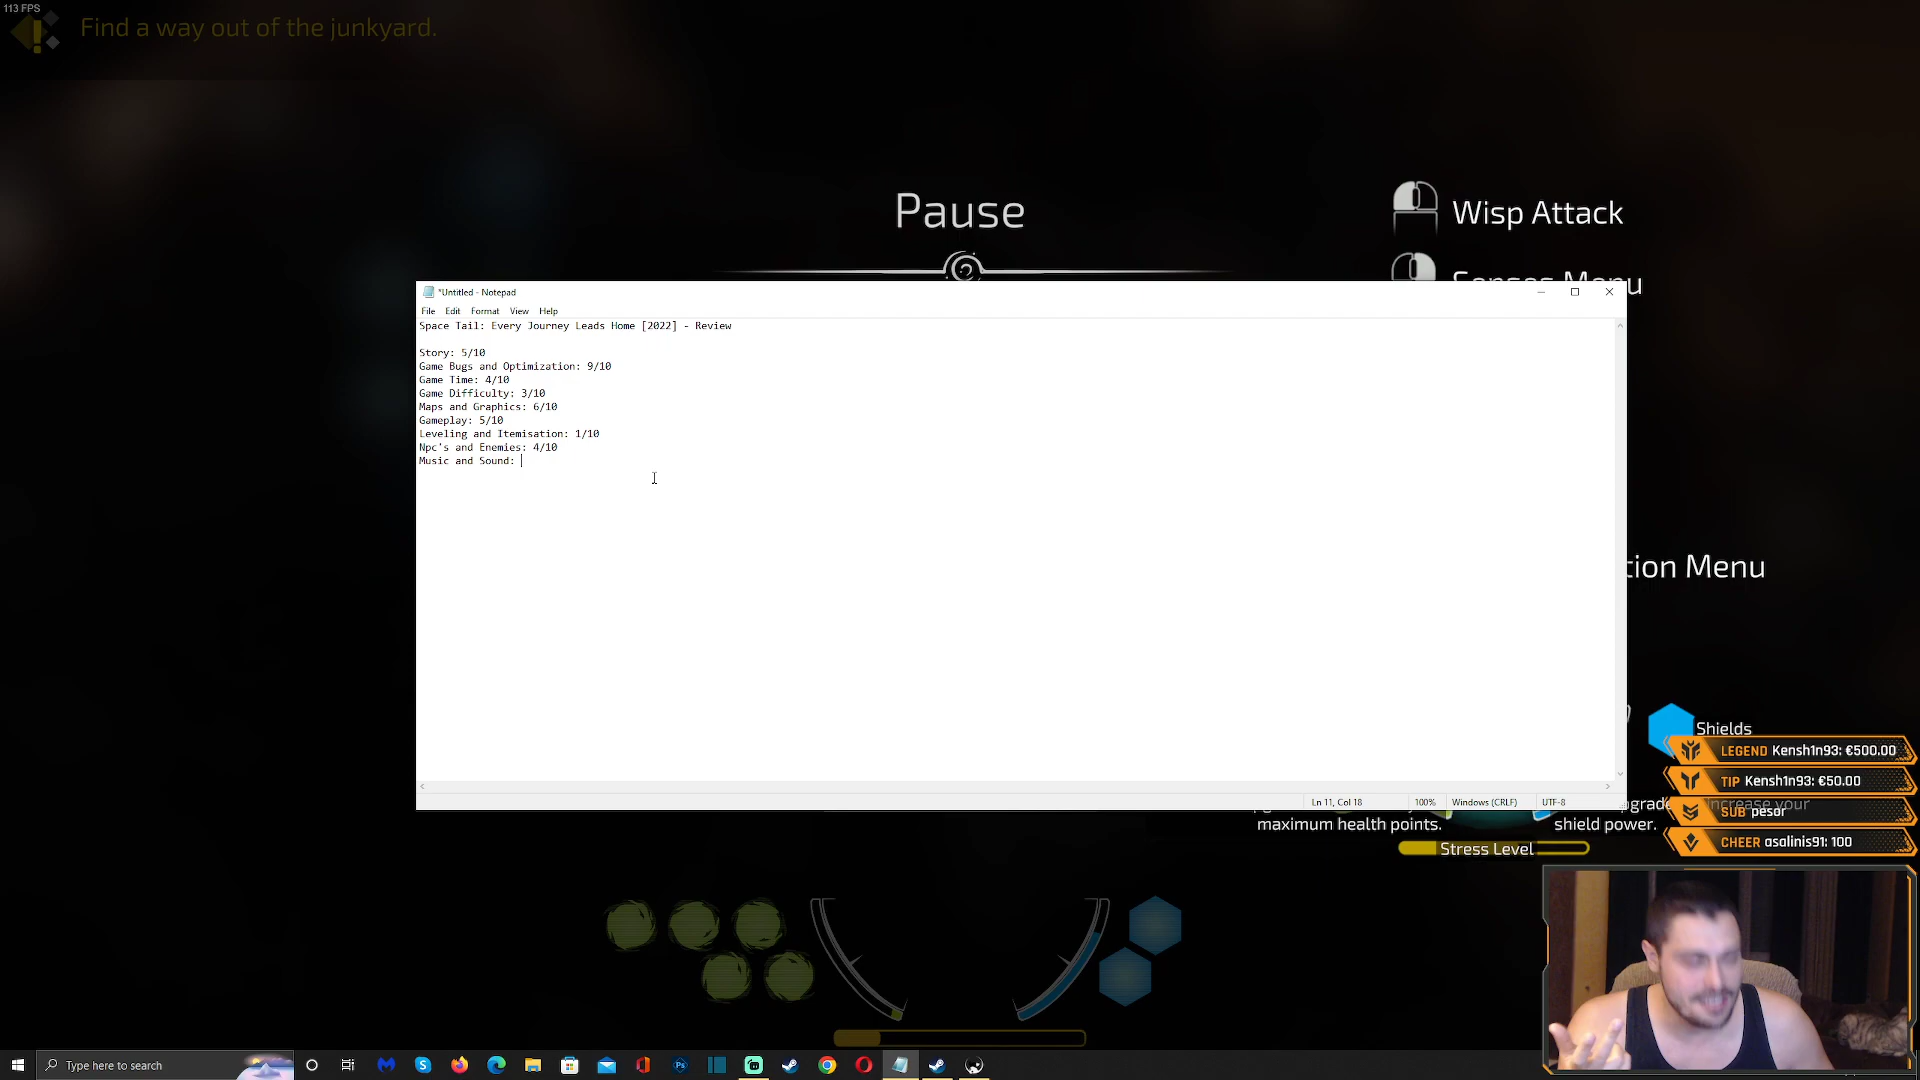 113 FPS
Find a way out of the junkyard.
Pause
Wisp Attack
Senses Menu
*Untitled - Notepad
File Edit Format View Help
Space Tail: Every Journey Leads Home [2022] - Review
Story: 5/10
Game Bugs and Optimization: 9/10
Game Time: 4/10
Game Difficulty: 3/10
Maps and Graphics: 6/10
Gameplay: 5/10
Leveling and Itemisation: 1/10
Npc's and Enemies: 4/10
Music and Sound:
tion Menu
Shields
LEGEND Kensh1n93: €500.00
TIP Kensh1n93: €50.00
SUB pesor
CHEER asalinis91: 100
Ln 11, Col 18 100% Windows (CRLF) UTF-8
increase your
maximum health points.
shield power.
Stress Level
Type here to search